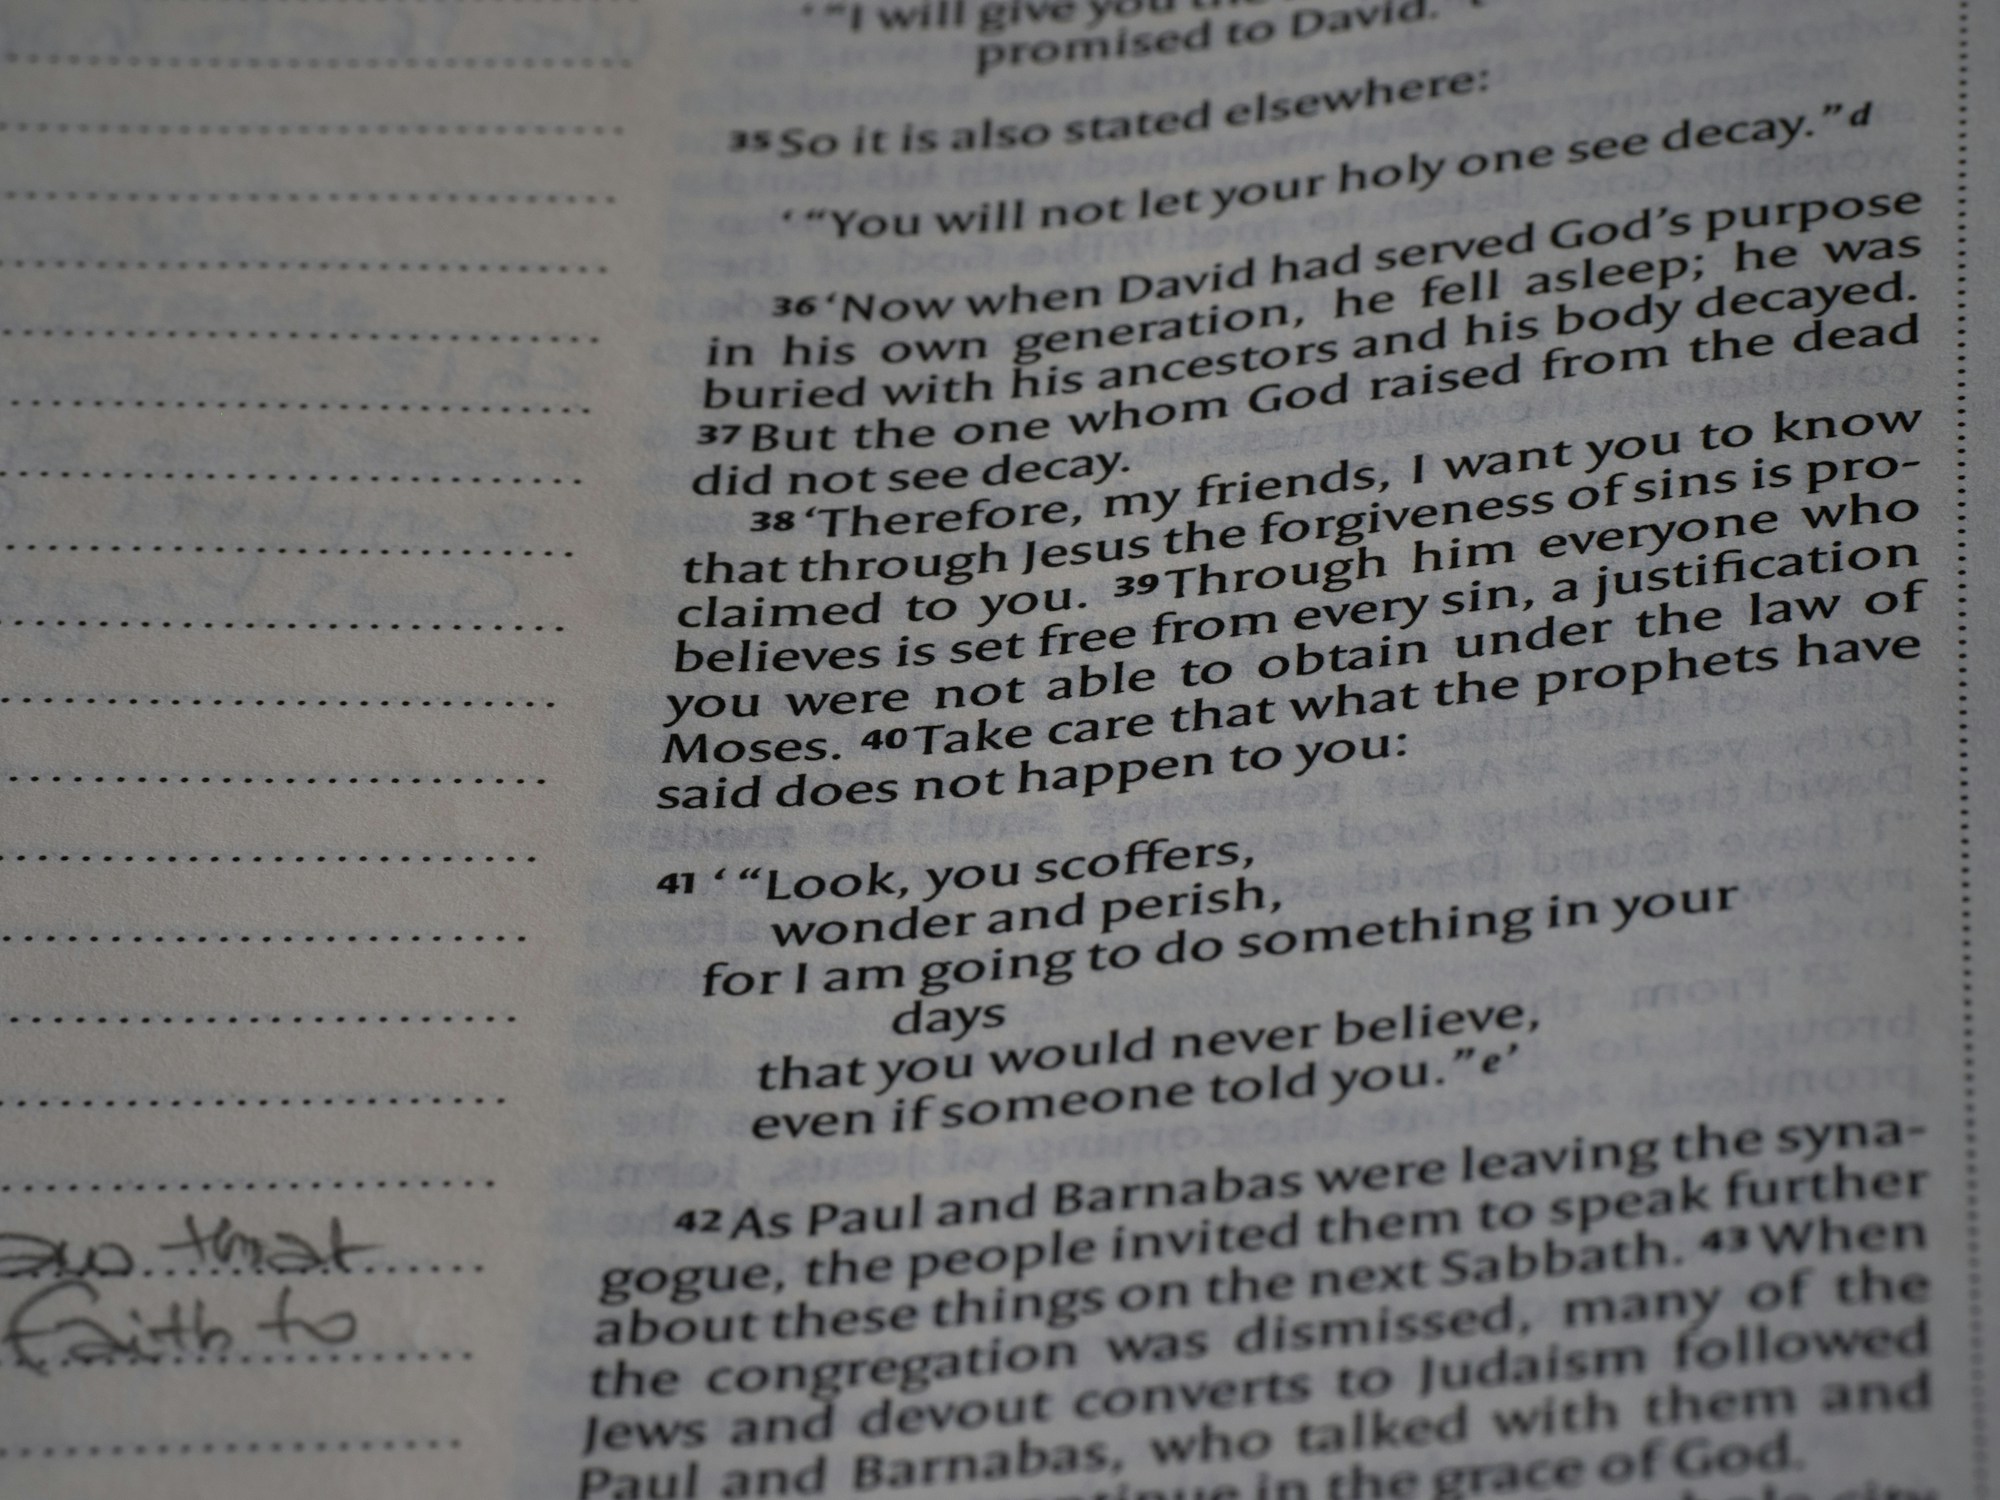 ‘ “I will give you the
promised to David.”
35 So it is also stated elsewhere:
‘ “You will not let your holy one see decay.” d
36 ‘Now when David had served God’s purpose
in his own generation, he fell asleep; he was
buried with his ancestors and his body decayed.
37 But the one whom God raised from the dead
did not see decay.
38 ‘Therefore, my friends, I want you to know
that through Jesus the forgiveness of sins is pro-
claimed to you. 39 Through him everyone who
believes is set free from every sin, a justification
you were not able to obtain under the law of
Moses. 40 Take care that what the prophets have
said does not happen to you:
41 ‘ “Look, you scoffers,
wonder and perish,
for I am going to do something in your
days
that you would never believe,
even if someone told you.” e’
42 As Paul and Barnabas were leaving the syna-
gogue, the people invited them to speak further
about these things on the next Sabbath. 43 When
the congregation was dismissed, many of the
Jews and devout converts to Judaism followed
Paul and Barnabas, who talked with them and
in the grace of God.
that
faith to